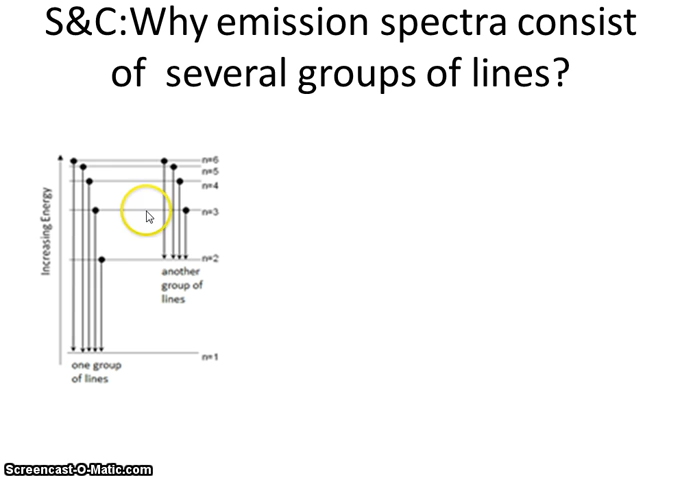 S&C:Why emission spectra consist
of several groups of lines?
n=6
n=5
n=4
n=3
n=2
n=1
Increasing Energy
another
group of
lines
one group
of lines
Screencast-O-Matic.com